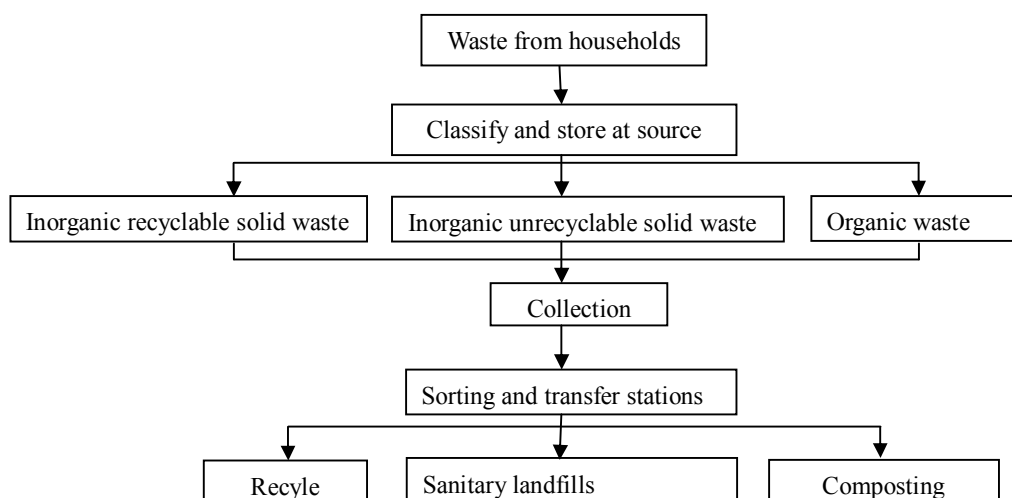 Waste from households
Classify and store at source
Inorganic recyclable solid waste
Inorganic unrecyclable solid waste
Organic waste
Collection
Sorting and transfer stations
Recyle
Sanitary landfills
Composting